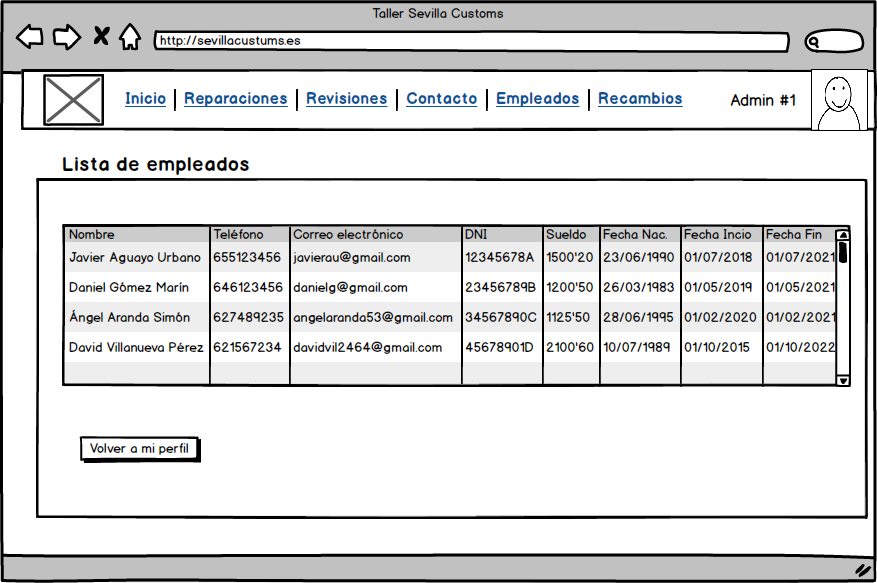 Taller Sevilla Customs
http://sevillacustums.es
Inicio | Reparaciones | Revisiones | Contacto | Empleados | Recambios Admin #1
Lista de empleados
Nombre Teléfono Correo electrónico DNI Sueldo Fecha Nac. Fecha Incio Fecha Fin
Javier Aguayo Urbano 655123456 javierau@gmail.com 12345678A 1500'20 23/06/1990 01/07/2018 01/07/2021
Daniel Gómez Marín 646123456 danielg@gmail.com 23456789B 1200'50 26/03/1983 01/05/2019 01/05/2021
Ángel Aranda Simón 627489235 angelaranda53@gmail.com 34567890C 1125'50 28/06/1995 01/02/2020 01/02/2021
David Villanueva Pérez 621567234 davidvil2464@gmail.com 45678901D 2100'60 10/07/1989 01/10/2015 01/10/2022
Volver a mi perfil